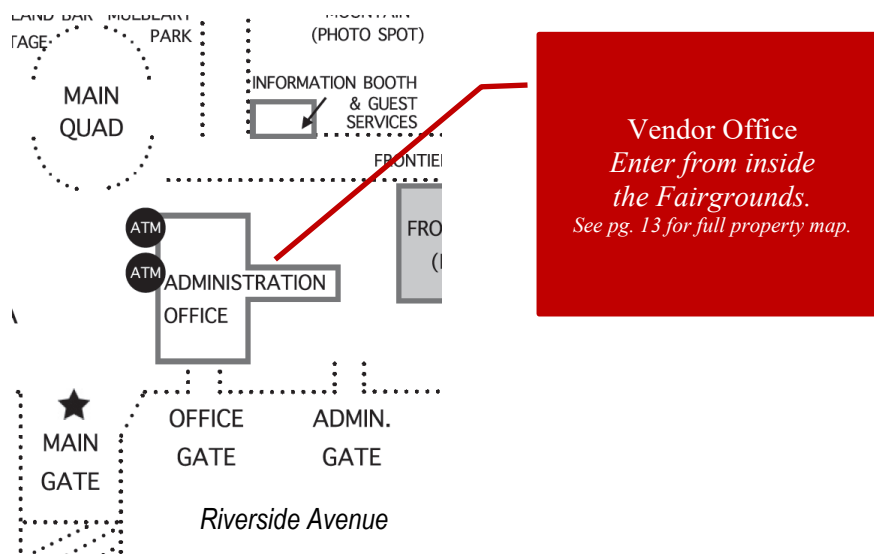 PARK
(PHOTO SPOT)
MAIN
QUAD
INFORMATION BOOTH
& GUEST
SERVICES
ATM
ATM
ADMINISTRATION
OFFICE
MAIN
GATE
OFFICE
GATE
ADMIN.
GATE
Riverside Avenue
Vendor Office
Enter from inside
the Fairgrounds.
See pg. 13 for full property map.